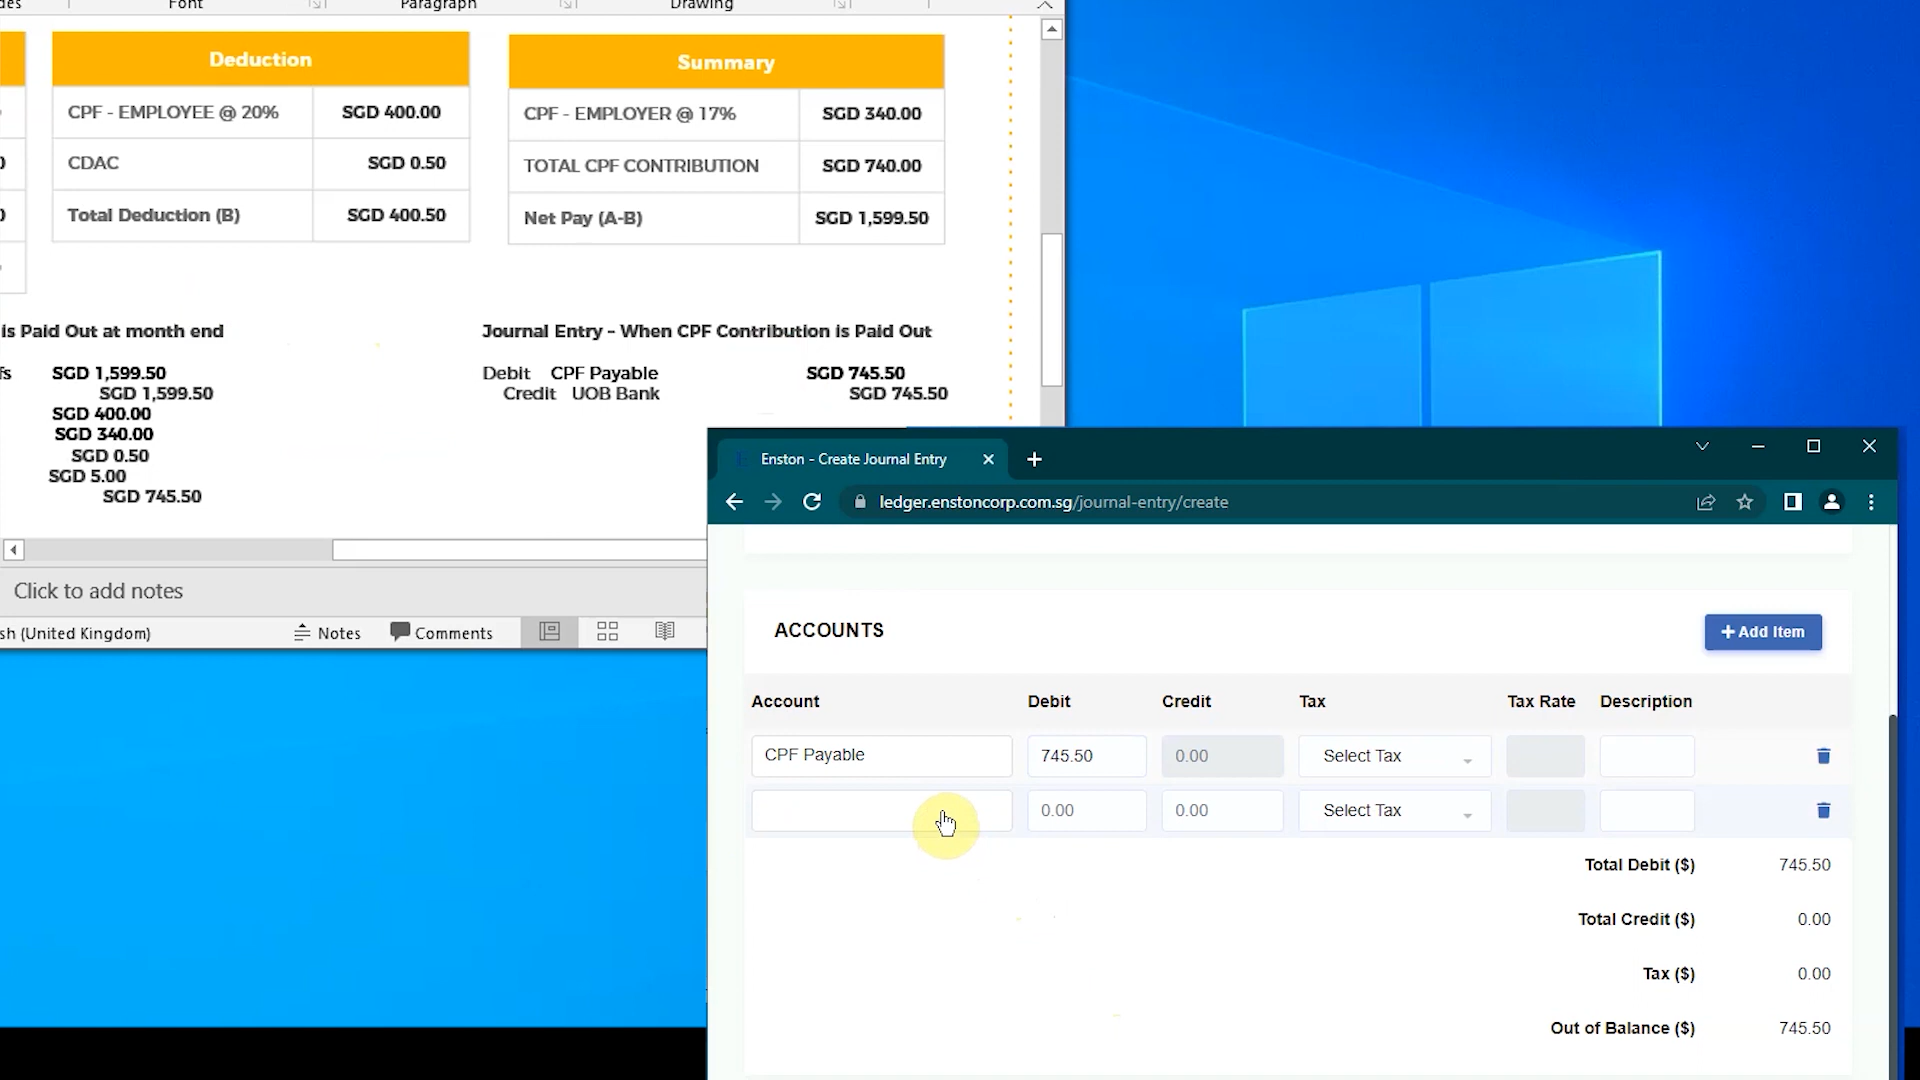 Font
Paragraph
Drawing
Deduction
CPF - EMPLOYEE @ 20% SGD 400.00
CDAC SGD 0.50
Total Deduction (B) SGD 400.50
Summary
CPF - EMPLOYER @ 17% SGD 340.00
TOTAL CPF CONTRIBUTION SGD 740.00
Net Pay (A-B) SGD 1,599.50
is Paid Out at month end
SGD 1,599.50
SGD 1,599.50
SGD 400.00
SGD 340.00
SGD 0.50
SGD 5.00
SGD 745.50
Journal Entry - When CPF Contribution is Paid Out
Debit CPF Payable SGD 745.50
Credit UOB Bank SGD 745.50
Click to add notes
(United Kingdom)
Notes
Comments
Enston - Create Journal Entry
ledger.enstoncorp.com.sg/journal-entry/create
ACCOUNTS
+ Add Item
Account Debit Credit Tax Tax Rate Description
CPF Payable 745.50 0.00 Select Tax
0.00 0.00 Select Tax
Total Debit ($) 745.50
Total Credit ($) 0.00
Tax ($) 0.00
Out of Balance ($) 745.50